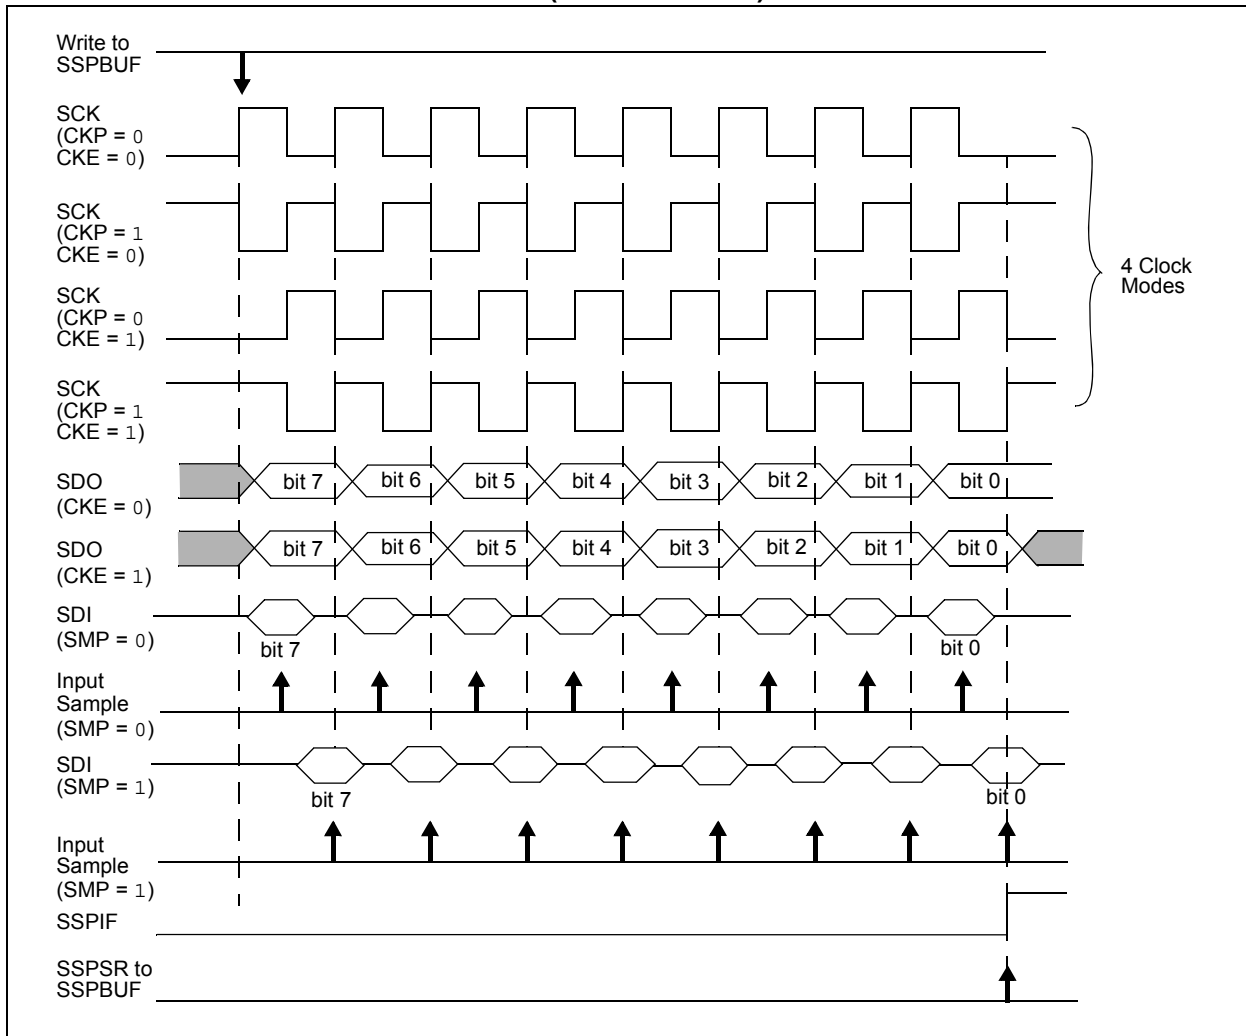 Write to
SSPBUF
SCK
(CKP = 0
CKE = 0)
SCK
(CKP = 1
CKE = 0)
SCK
(CKP = 0
CKE = 1)
SCK
(CKP = 1
CKE = 1)
4 Clock
Modes
SDO
(CKE = 0)
bit 7 bit 6 bit 5 bit 4 bit 3 bit 2 bit 1 bit 0
SDO
(CKE = 1)
bit 7 bit 6 bit 5 bit 4 bit 3 bit 2 bit 1 bit 0
SDI
(SMP = 0)
bit 7 bit 0
Input
Sample
(SMP = 0)
SDI
(SMP = 1)
bit 7 bit 0
Input
Sample
(SMP = 1)
SSPIF
SSPSR to
SSPBUF